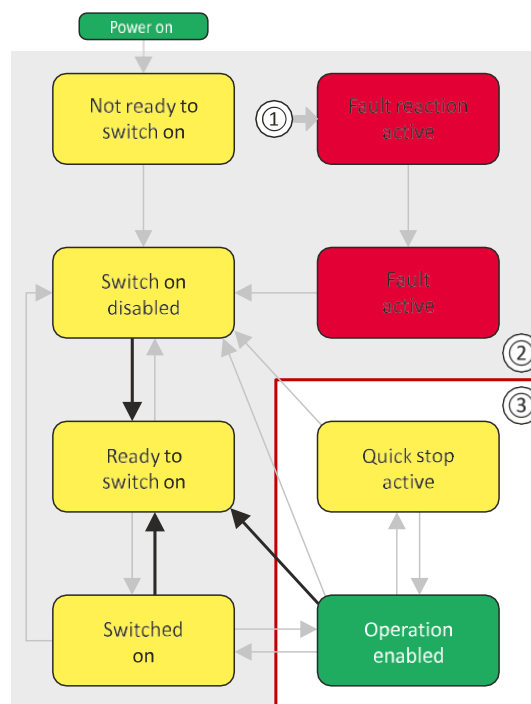 Power on
Not ready to
switch on
①
Fault reaction
active
Switch on
disabled
Fault
active
②
③
Ready to
switch on
Quick stop
active
Switched
on
Operation
enabled